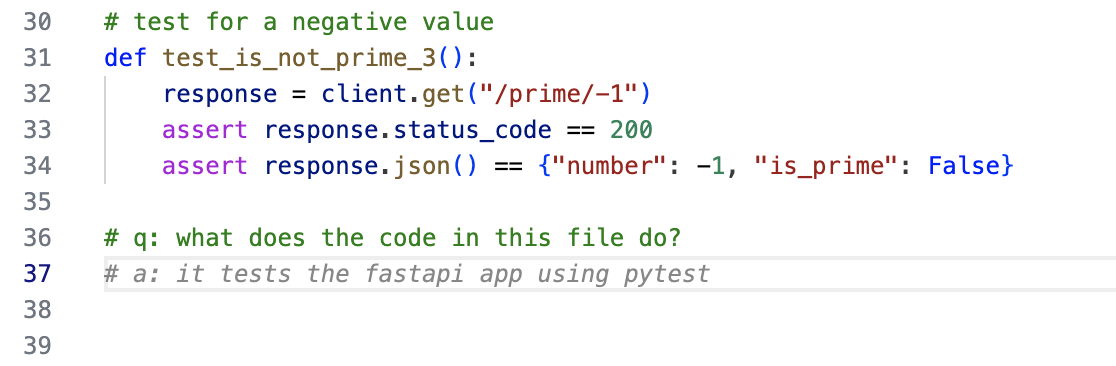 30 # test for a negative value
31 def test_is_not_prime_3():
32     response = client.get("/prime/-1")
33     assert response.status_code == 200
34     assert response.json() == {"number": -1, "is_prime": False}
35
36 # q: what does the code in this file do?
37 # a: it tests the fastapi app using pytest
38
39